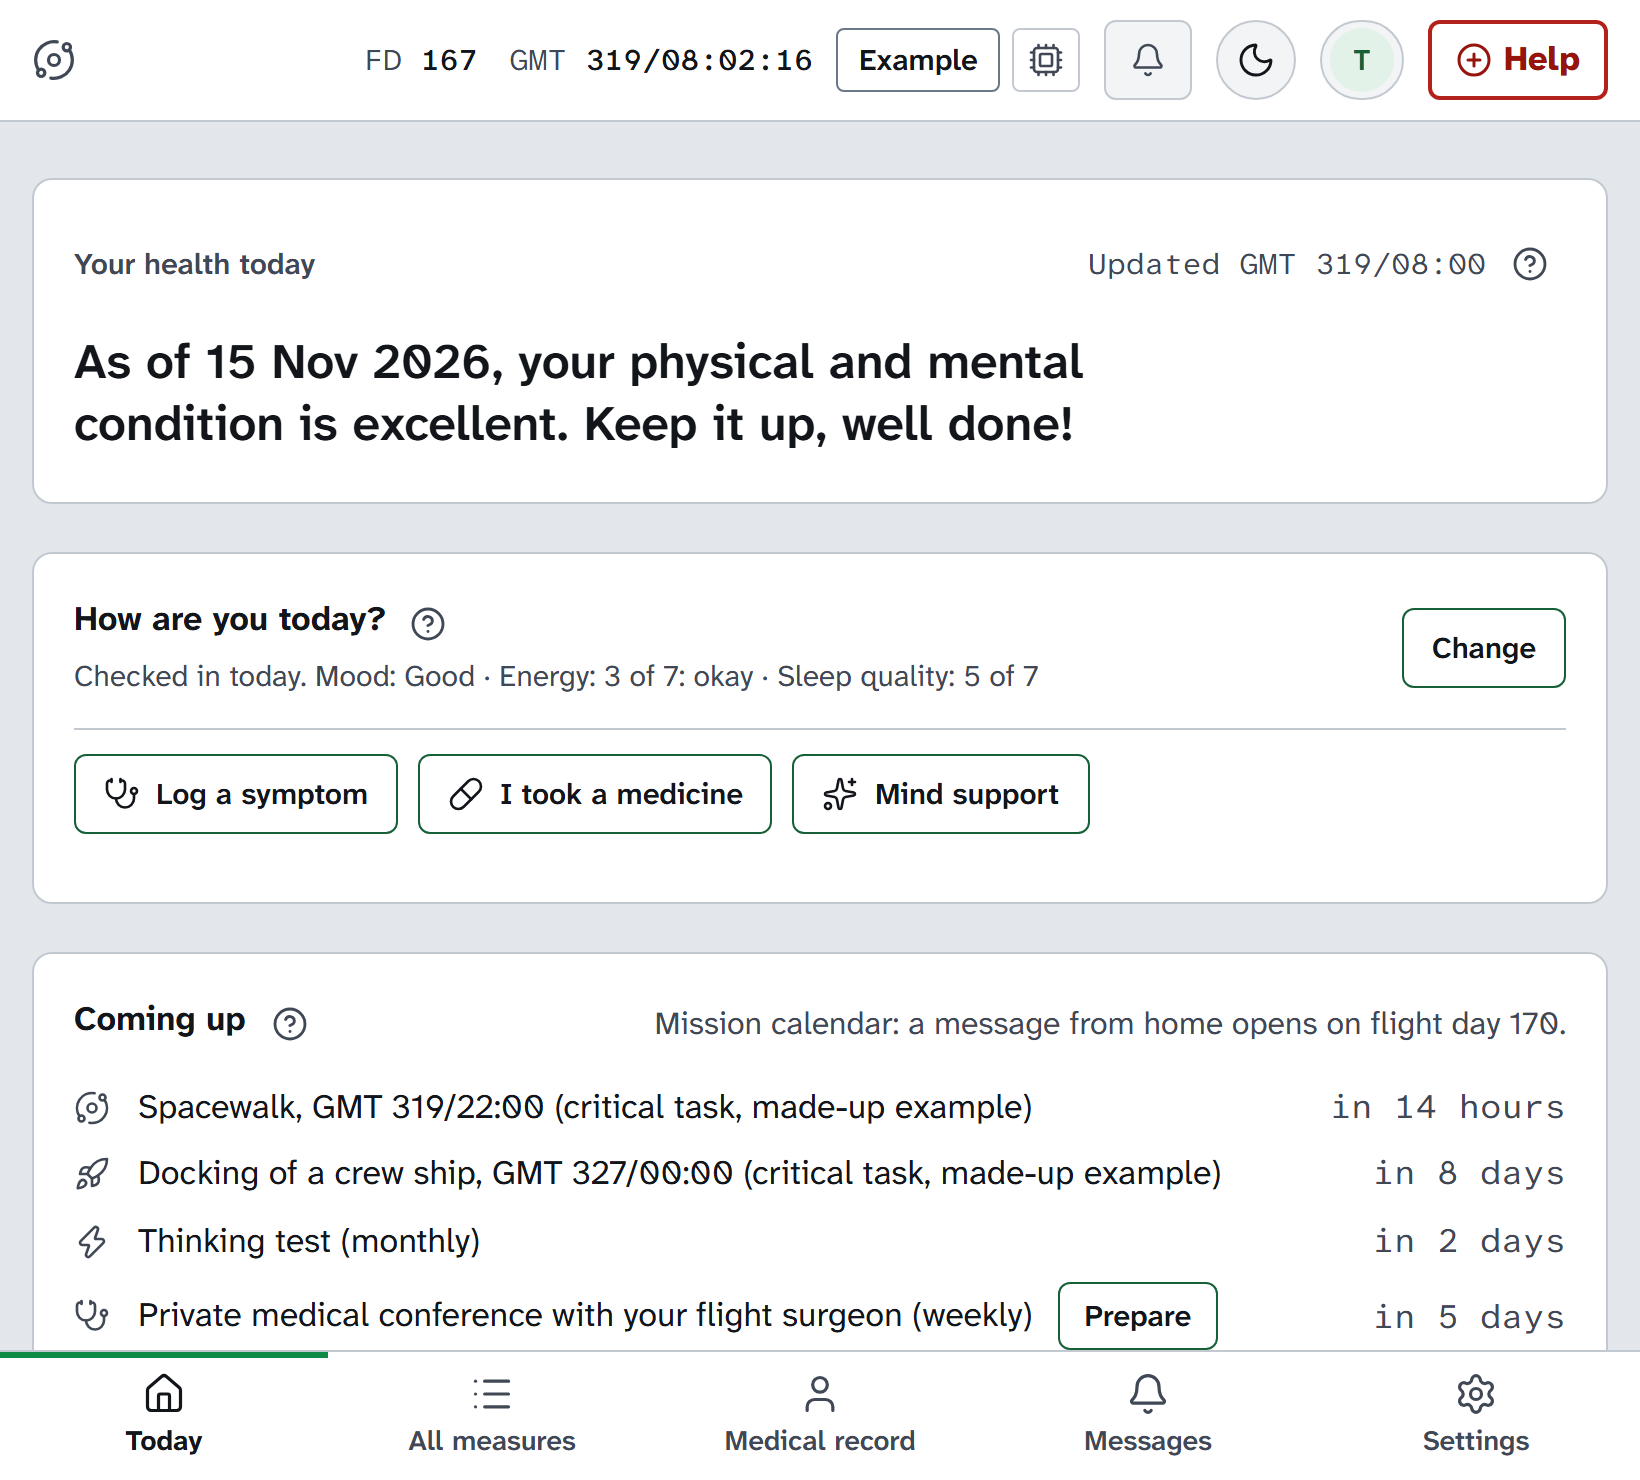 FD 167 GMT 319/08:02:16 Example T Help
Your health today Updated GMT 319/08:00
As of 15 Nov 2026, your physical and mental
condition is excellent. Keep it up, well done!
How are you today?
Change
Checked in today. Mood: Good · Energy: 3 of 7: okay · Sleep quality: 5 of 7
Log a symptom I took a medicine Mind support
Coming up Mission calendar: a message from home opens on flight day 170.
Spacewalk, GMT 319/22:00 (critical task, made-up example) in 14 hours
Docking of a crew ship, GMT 327/00:00 (critical task, made-up example) in 8 days
Thinking test (monthly) in 2 days
Private medical conference with your flight surgeon (weekly) Prepare in 5 days
Today All measures Medical record Messages Settings